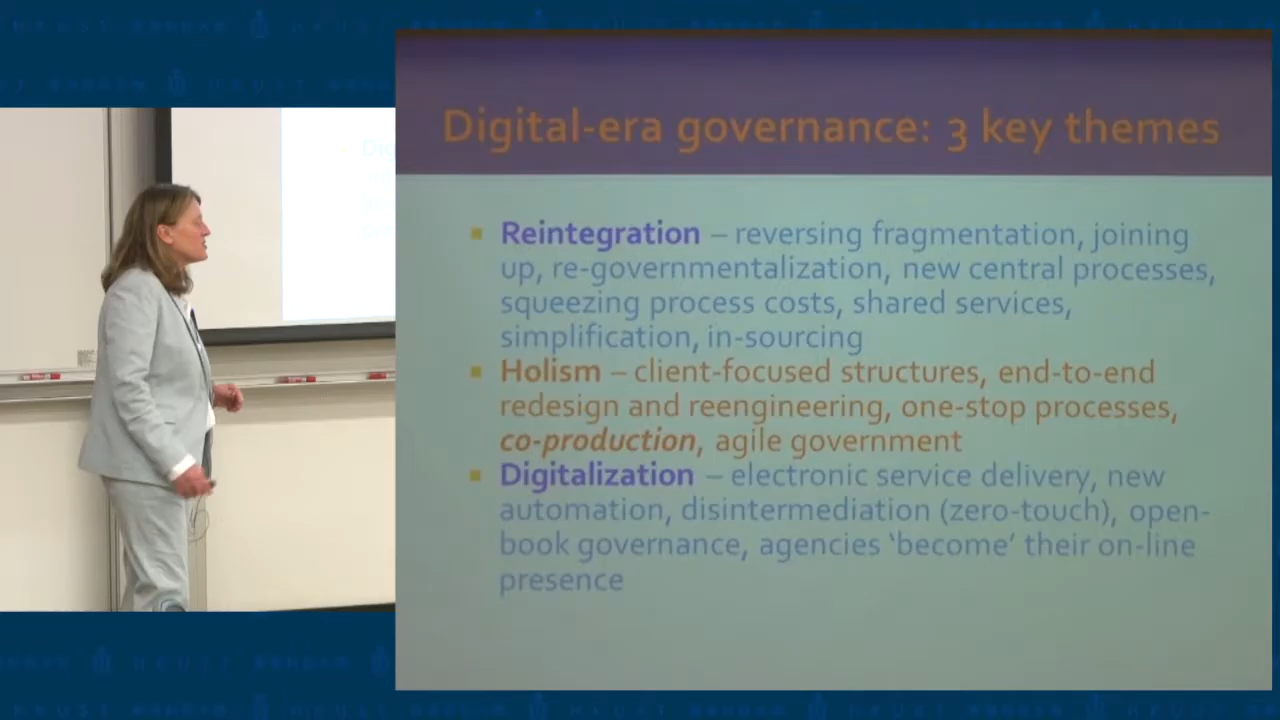 Digital-era governance: 3 key themes
Reintegration – reversing fragmentation, joining
up, re-governmentalization, new central processes,
squeezing process costs, shared services,
simplification, in-sourcing
Holism – client-focused structures, end-to-end
redesign and reengineering, one-stop processes,
co-production, agile government
Digitalization – electronic service delivery, new
automation, disintermediation (zero-touch), open-
book governance, agencies ‘become’ their on-line
presence